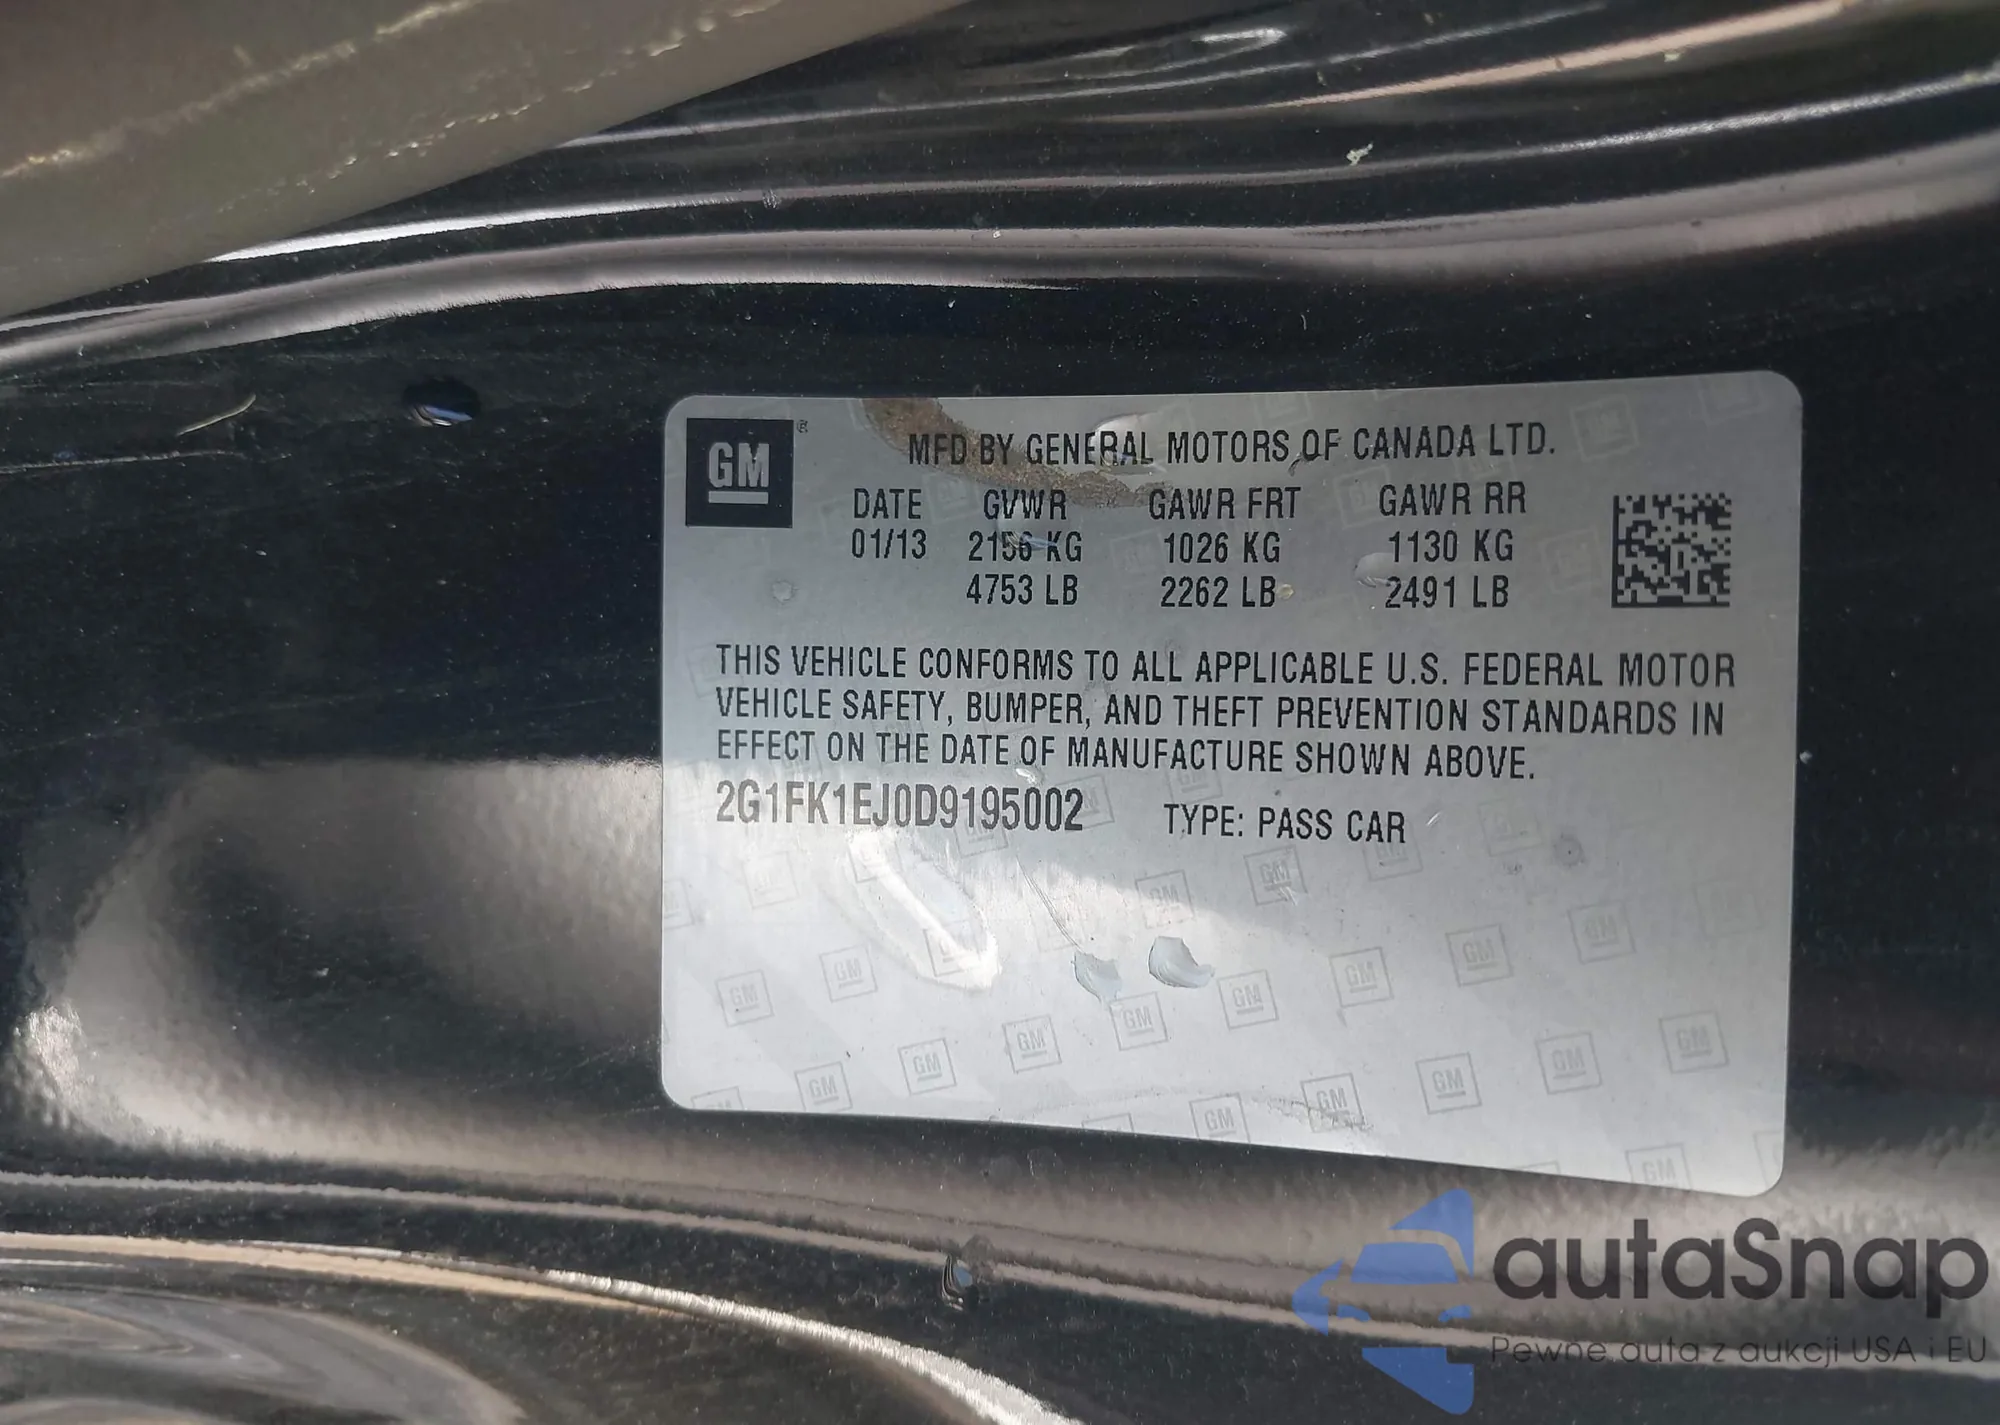 GM
MFD BY GENERAL MOTORS OF CANADA LTD.
DATE GVWR GAWR FRT GAWR RR
01/13 2156 KG 1026 KG 1130 KG
4753 LB 2262 LB 2491 LB
THIS VEHICLE CONFORMS TO ALL APPLICABLE U.S. FEDERAL MOTOR
VEHICLE SAFETY, BUMPER, AND THEFT PREVENTION STANDARDS IN
EFFECT ON THE DATE OF MANUFACTURE SHOWN ABOVE.
2G1FK1EJ0D9195002 TYPE: PASS CAR
autaSnap
Pewne auta z aukcji USA i EU